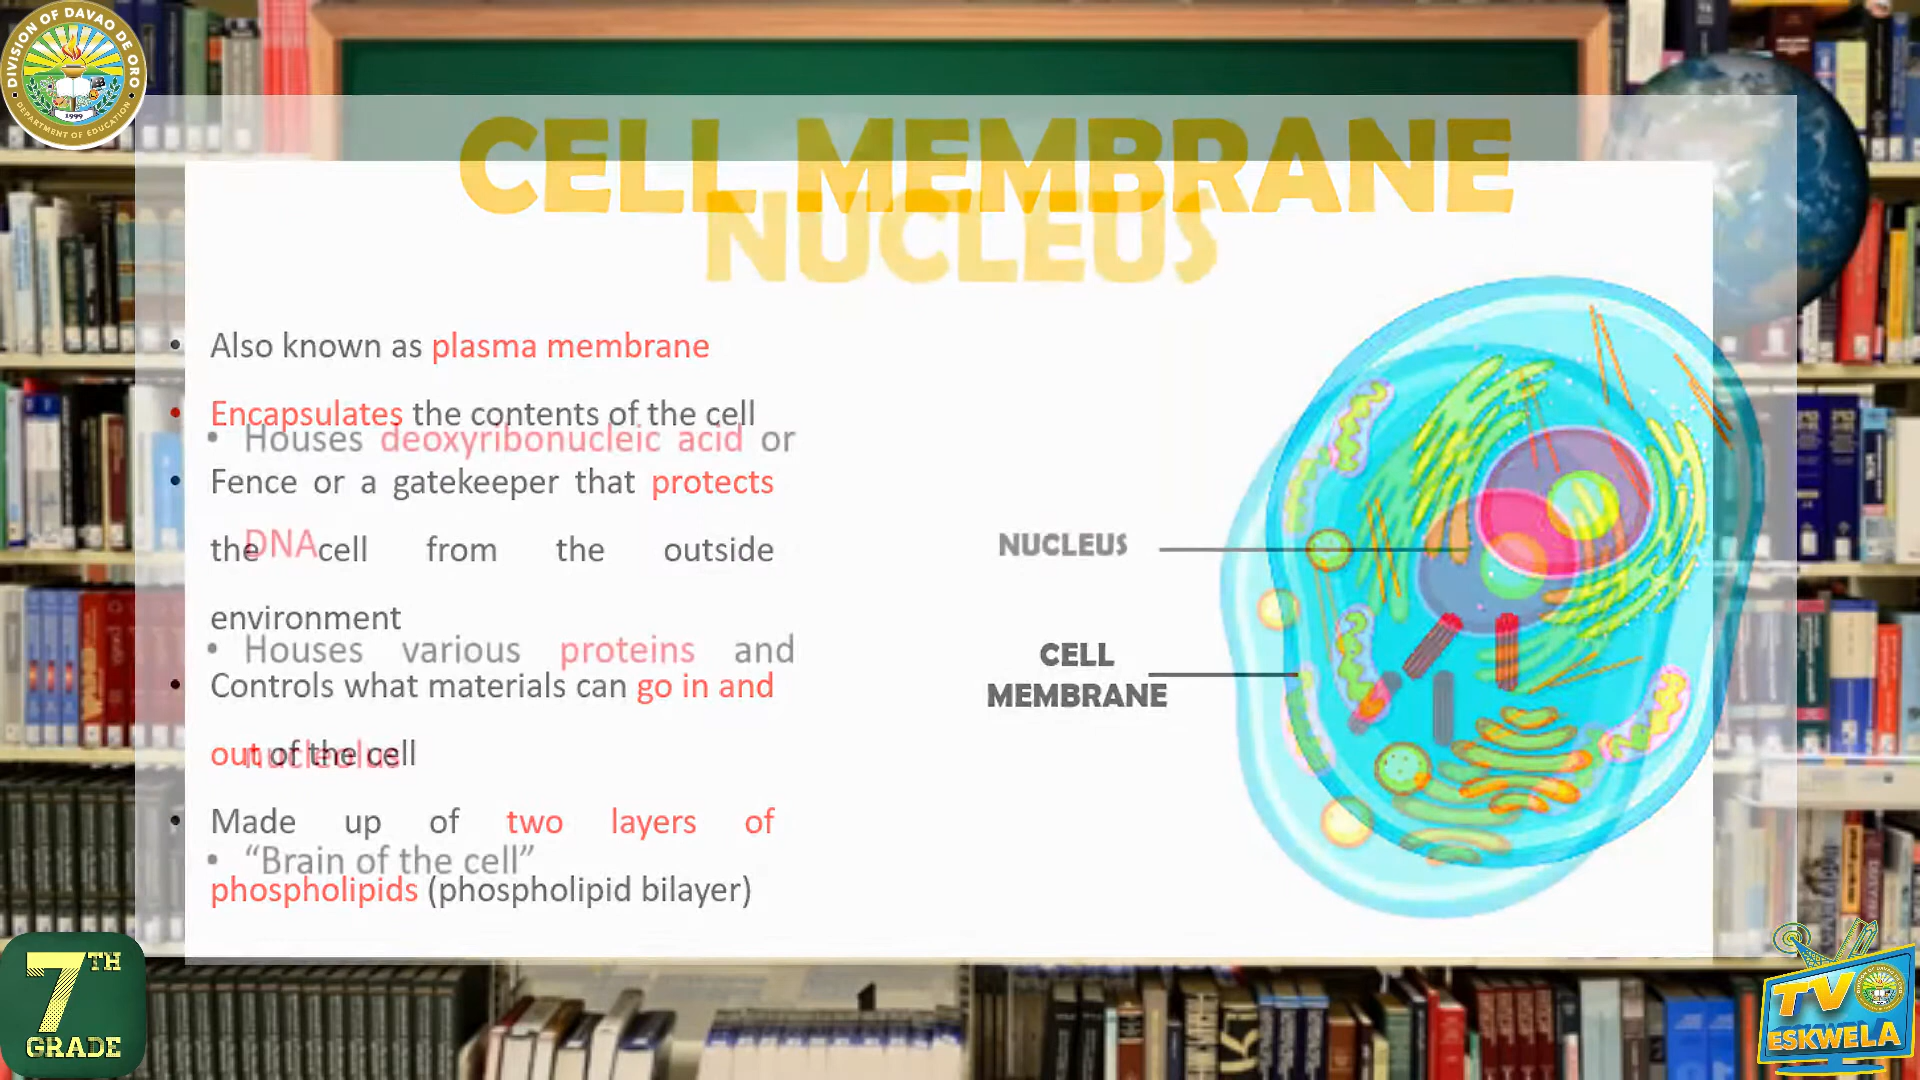 DIVISION OF DAVAO DE ORO
DEPARTMENT OF EDUCATION
1999
CELL MEMBRANE
NUCLEUS
• Also known as plasma membrane
• Encapsulates the contents of the cell
• Fence or a gatekeeper that protects
the cell from the outside
environment
• Controls what materials can go in and
out of the cell
• Made up of two layers of
phospholipids (phospholipid bilayer)
• Houses deoxyribonucleic acid or
DNA
• Houses various proteins and
nucleolus
• “Brain of the cell”
NUCLEUS
CELL
MEMBRANE
7TH
GRADE
TV
ESKWELA